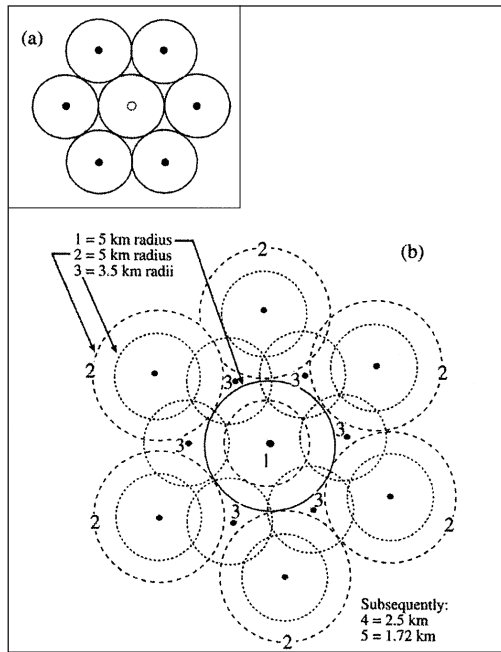 (a)
1 = 5 km radius
2 = 5 km radius
3 = 3.5 km radii
(b)
2
2
2
3
3
3
3
1
3
3
2
2
2
Subsequently:
4 = 2.5 km
5 = 1.72 km